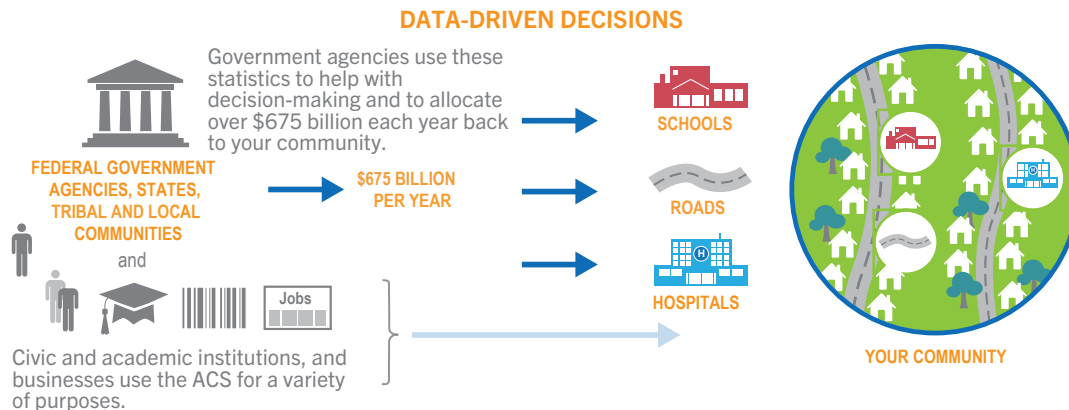 DATA-DRIVEN DECISIONS
Government agencies use these
statistics to help with
decision-making and to allocate
over $675 billion each year back
to your community.
FEDERAL GOVERNMENT
AGENCIES, STATES,
TRIBAL AND LOCAL
COMMUNITIES
and
$675 BILLION
PER YEAR
SCHOOLS
ROADS
H
HOSPITALS
Jobs
Civic and academic institutions, and
businesses use the ACS for a variety
of purposes.
H
YOUR COMMUNITY